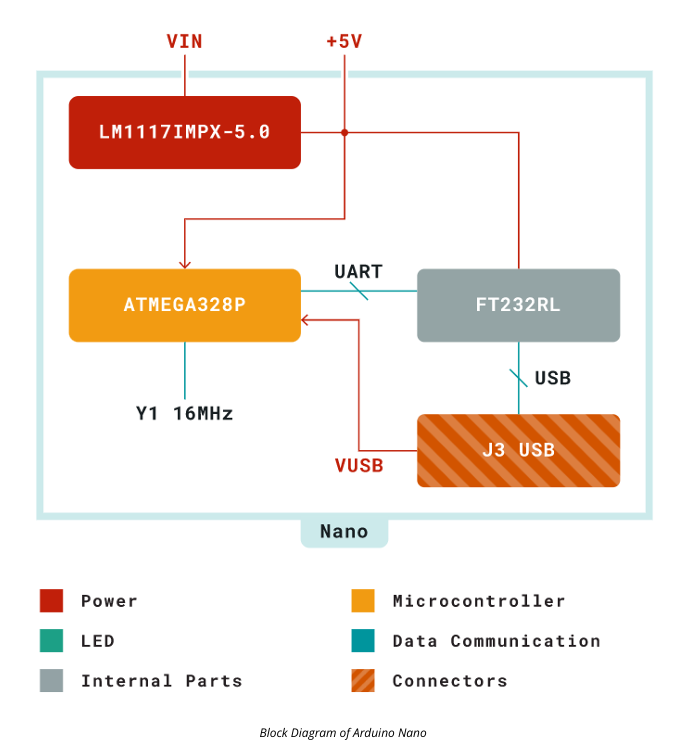 VIN
+5V
LM1117IMPX-5.0
UART
ATMEGA328P
FT232RL
USB
Y1 16MHz
J3 USB
VUSB
Nano
Power
Microcontroller
LED
Data Communication
Internal Parts
Connectors
Block Diagram of Arduino Nano